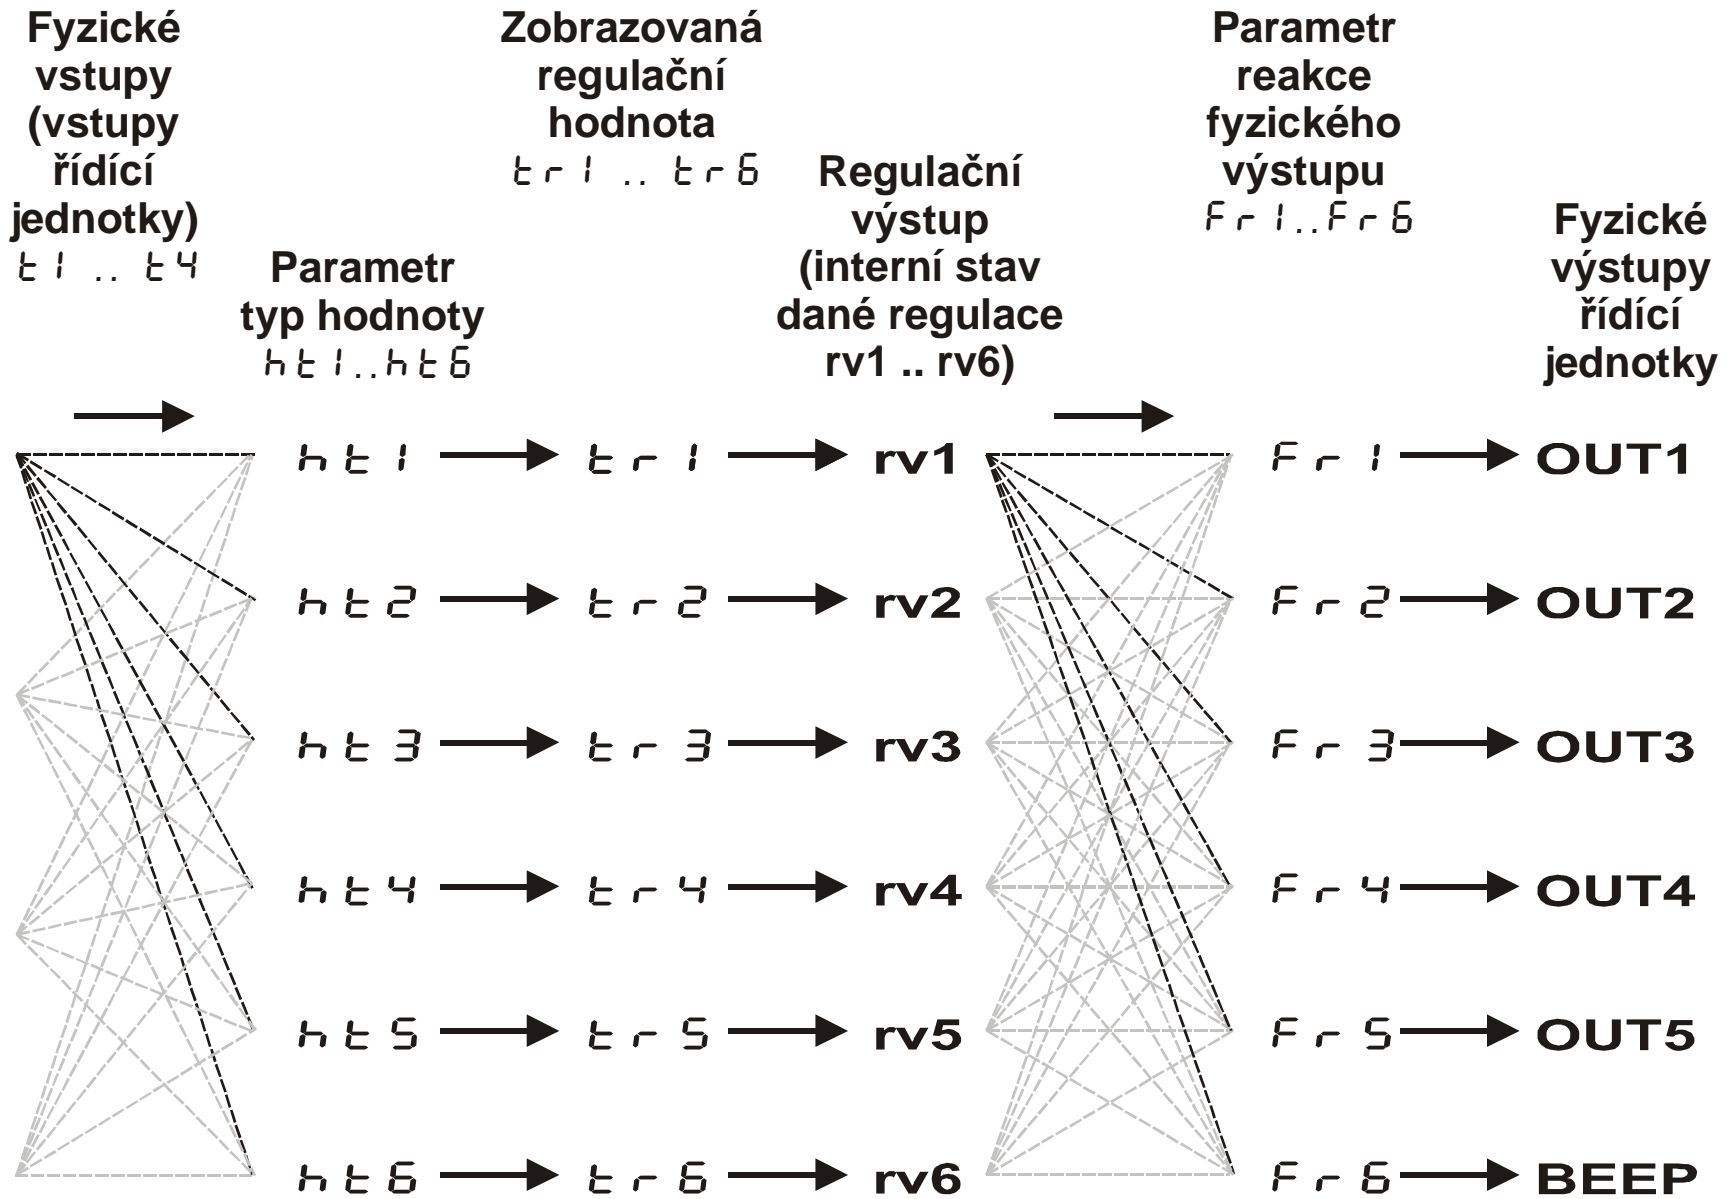 Fyzické
vstupy
(vstupy
řídící
jednotky)
t1 .. t4
Parametr
typ hodnoty
ht1..ht6
Zobrazovaná
regulační
hodnota
tr1 .. tr6
Regulační
výstup
(interní stav
dané regulace
rv1 .. rv6)
Parametr
reakce
fyzického
výstupu
Fr1..Fr6
Fyzické
výstupy
řídící
jednotky
ht1 tr1 rv1 Fr1 OUT1
ht2 tr2 rv2 Fr2 OUT2
ht3 tr3 rv3 Fr3 OUT3
ht4 tr4 rv4 Fr4 OUT4
ht5 tr5 rv5 Fr5 OUT5
ht6 tr6 rv6 Fr6 BEEP